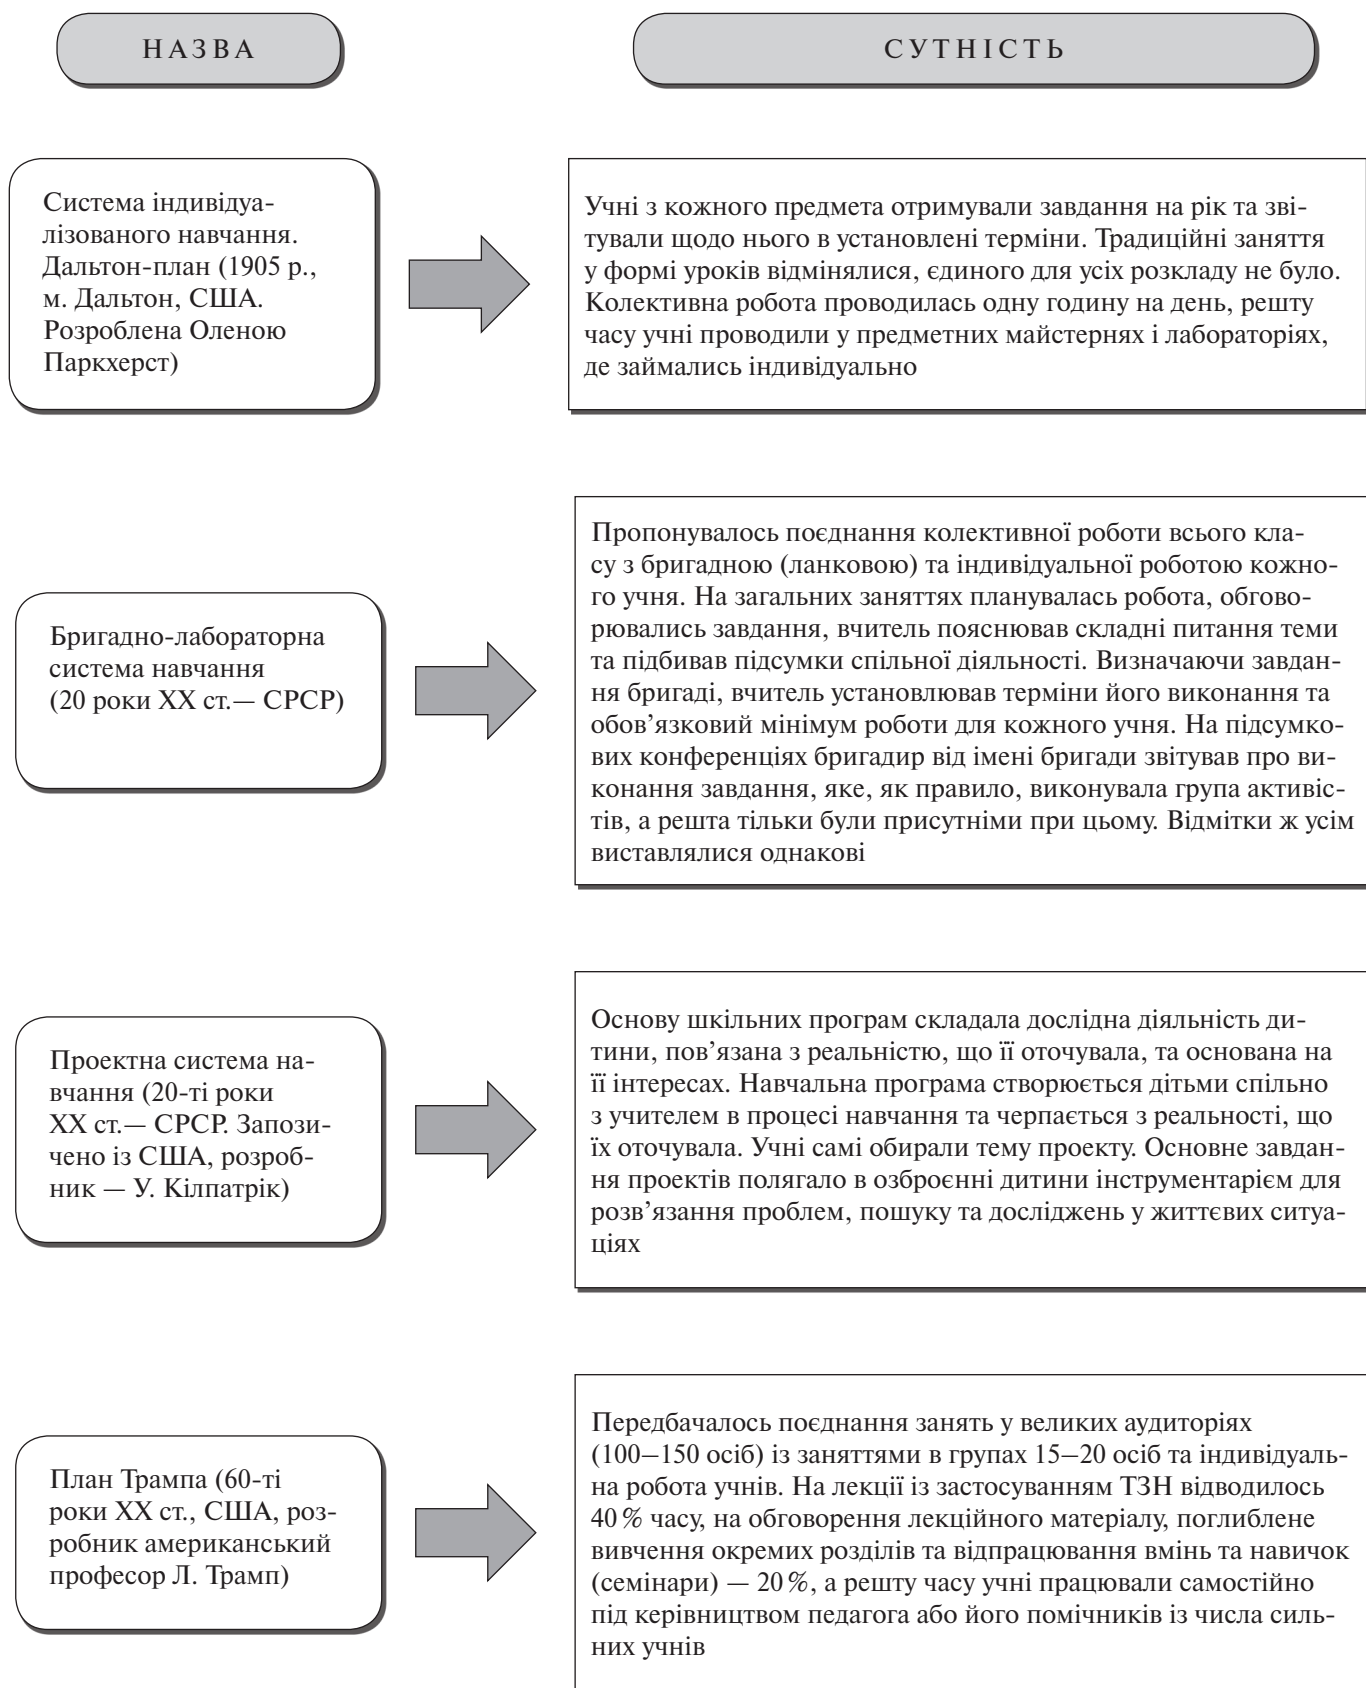 НАЗВА
СУТНІСТЬ
Система індивідуа-
лізованого навчання.
Дальтон-план (1905 р.,
м. Дальтон, США.
Розроблена Оленою
Паркхерст)
Учні з кожного предмета отримували завдання на рік та зві-
тували щодо нього в установлені терміни. Традиційні заняття
у формі уроків відмінялися, єдиного для усіх розкладу не було.
Колективна робота проводилась одну годину на день, решту
часу учні проводили у предметних майстернях і лабораторіях,
де займались індивідуально
Бригадно-лабораторна
система навчання
(20 роки ХХ ст.— СРСР)
Пропонувалось поєднання колективної роботи всього кла-
су з бригадною (ланковою) та індивідуальної роботою кожно-
го учня. На загальних заняттях планувалась робота, обгово-
рювались завдання, вчитель пояснював складні питання теми
та підбивав підсумки спільної діяльності. Визначаючи завдан-
ня бригаді, вчитель установлював терміни його виконання та
обов’язковий мінімум роботи для кожного учня. На підсумко-
вих конференціях бригадир від імені бригади звітував про ви-
конання завдання, яке, як правило, виконувала група активіс-
тів, а решта тільки були присутніми при цьому. Відмітки ж усім
виставлялися однакові
Проектна система на-
вчання (20-ті роки
ХХ ст.— СРСР. Запози-
чено із США, розроб-
ник — У. Кілпатрік)
Основу шкільних програм складала дослідна діяльність ди-
тини, пов’язана з реальністю, що її оточувала, та основана на
її інтересах. Навчальна програма створюється дітьми спільно
з учителем в процесі навчання та черпається з реальності, що
їх оточувала. Учні самі обирали тему проекту. Основне завдан-
ня проектів полягало в озброєнні дитини інструментарієм для
розв’язання проблем, пошуку та досліджень у життєвих ситуа-
ціях
План Трампа (60-ті
роки ХХ ст., США, роз-
робник американський
професор Л. Трамп)
Передбачалось поєднання занять у великих аудиторіях
(100—150 осіб) із заняттями в групах 15—20 осіб та індивідуаль-
на робота учнів. На лекції із застосуванням ТЗН відводилось
40 % часу, на обговорення лекційного матеріалу, поглиблене
вивчення окремих розділів та відпрацювання вмінь та навичок
(семінари) — 20 %, а решту часу учні працювали самостійно
під керівництвом педагога або його помічників із числа силь-
них учнів